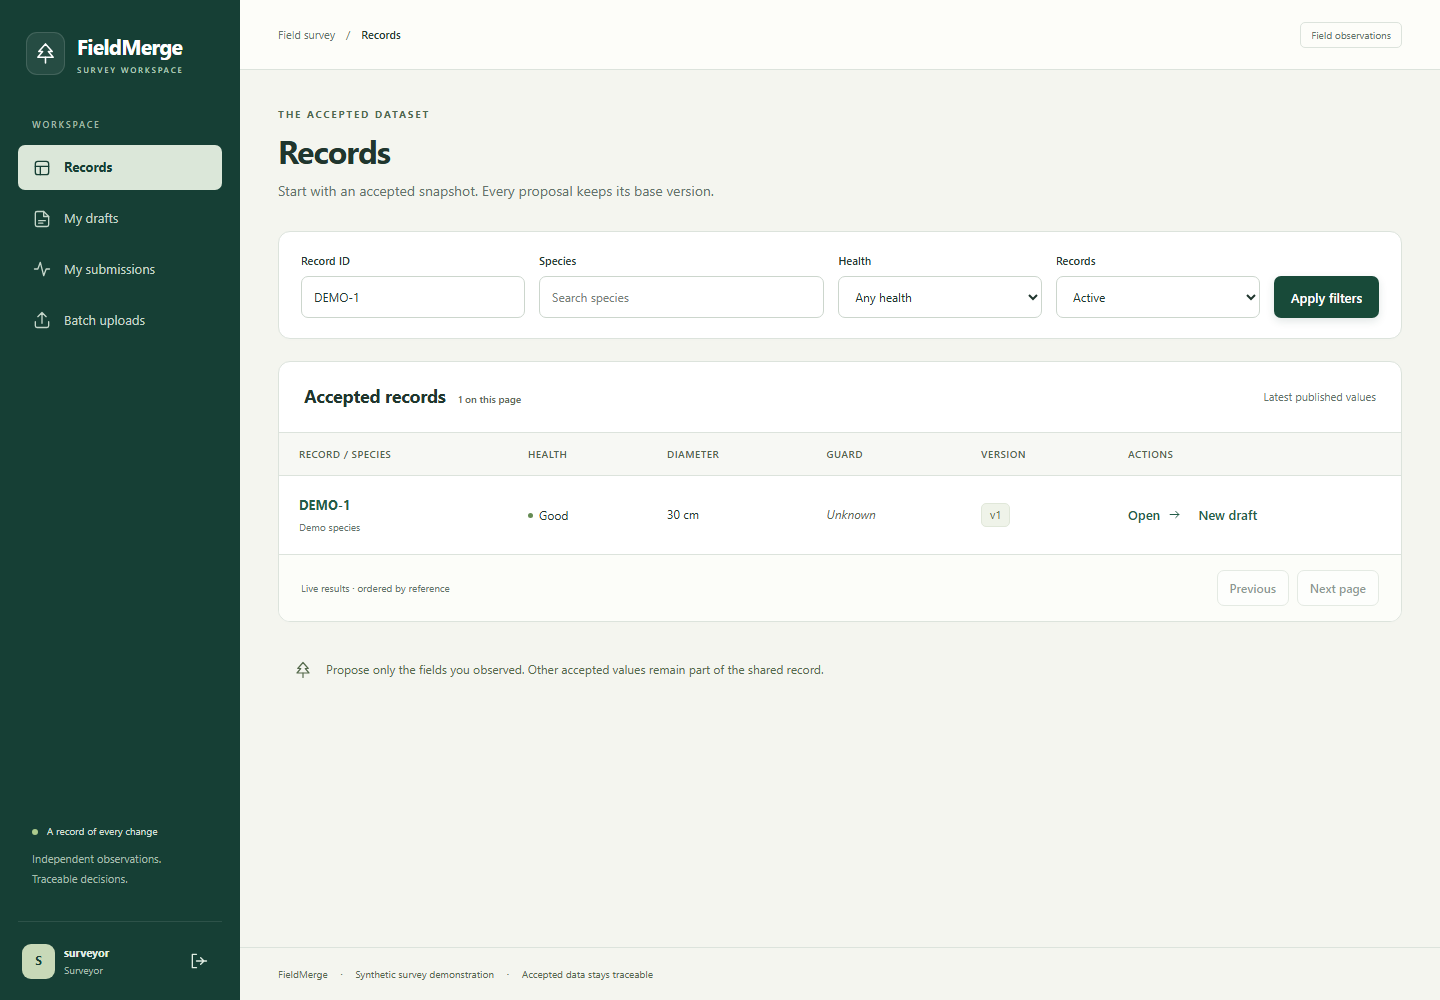 FieldMerge
SURVEY WORKSPACE
WORKSPACE
Records
My drafts
My submissions
Batch uploads
A record of every change
Independent observations.
Traceable decisions.
S
surveyor
Surveyor
Field survey / Records
Field observations
THE ACCEPTED DATASET
Records
Start with an accepted snapshot. Every proposal keeps its base version.
Record ID Species Health Records
DEMO-1 Search species Any health Active Apply filters
Accepted records 1 on this page Latest published values
RECORD / SPECIES HEALTH DIAMETER GUARD VERSION ACTIONS
DEMO-1
Demo species
Good 30 cm Unknown v1 Open → New draft
Live results · ordered by reference Previous Next page
Propose only the fields you observed. Other accepted values remain part of the shared record.
FieldMerge · Synthetic survey demonstration · Accepted data stays traceable